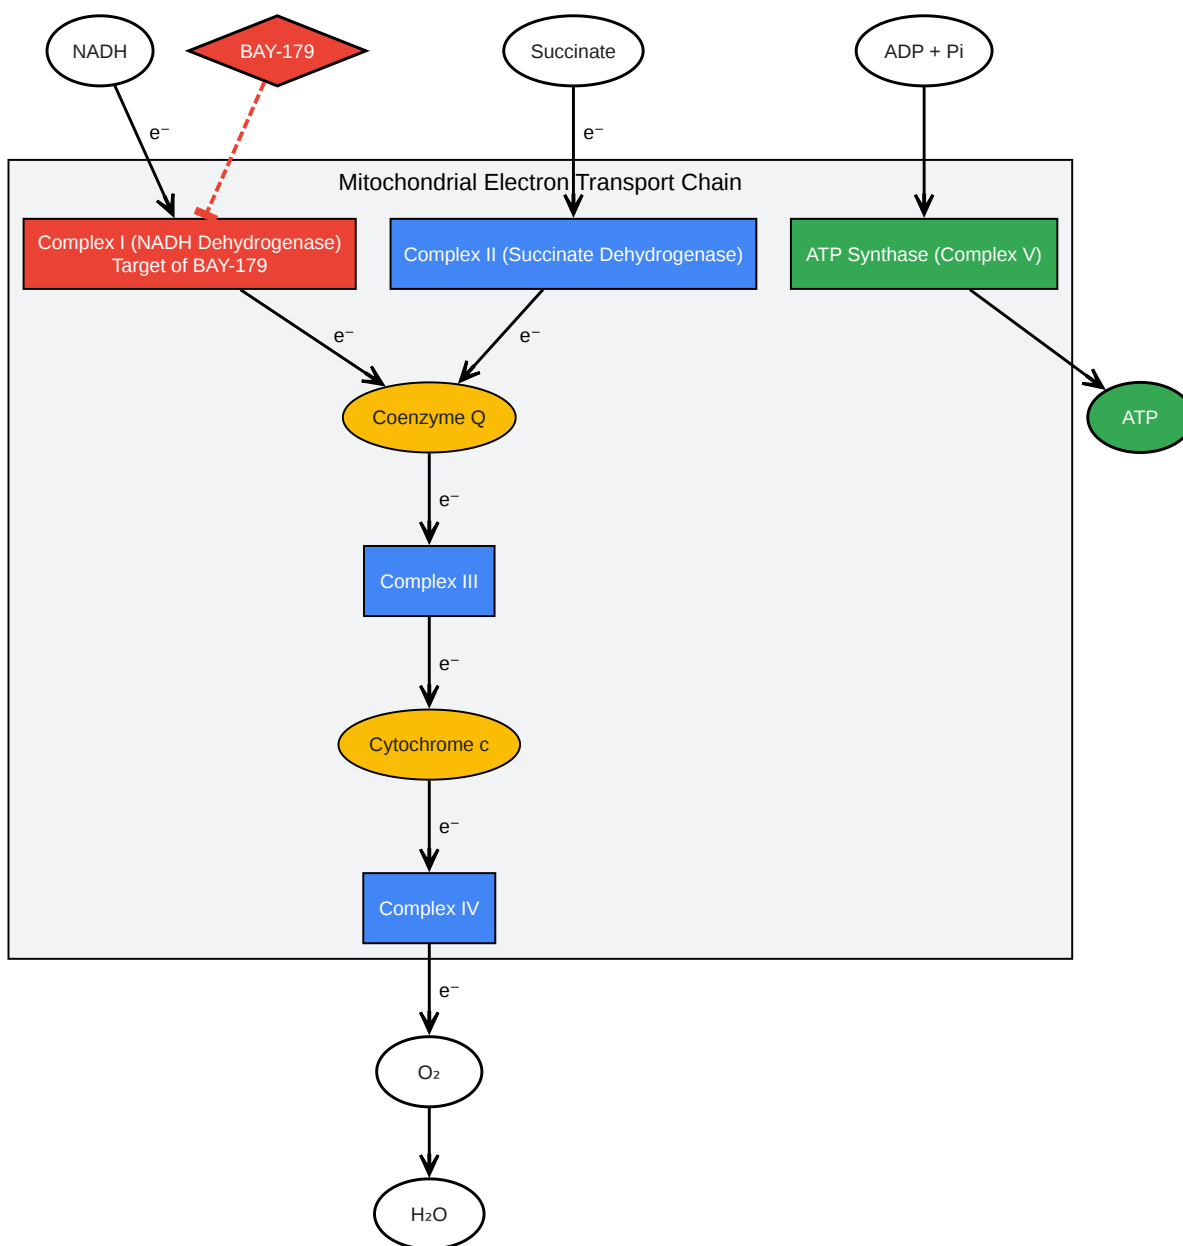 NADH
BAY-179
Succinate
ADP + Pi
e⁻
e⁻
Mitochondrial Electron Transport Chain
Complex I (NADH Dehydrogenase)
Target of BAY-179
Complex II (Succinate Dehydrogenase)
ATP Synthase (Complex V)
e⁻
e⁻
Coenzyme Q
ATP
e⁻
Complex III
e⁻
Cytochrome c
e⁻
Complex IV
e⁻
O₂
H₂O